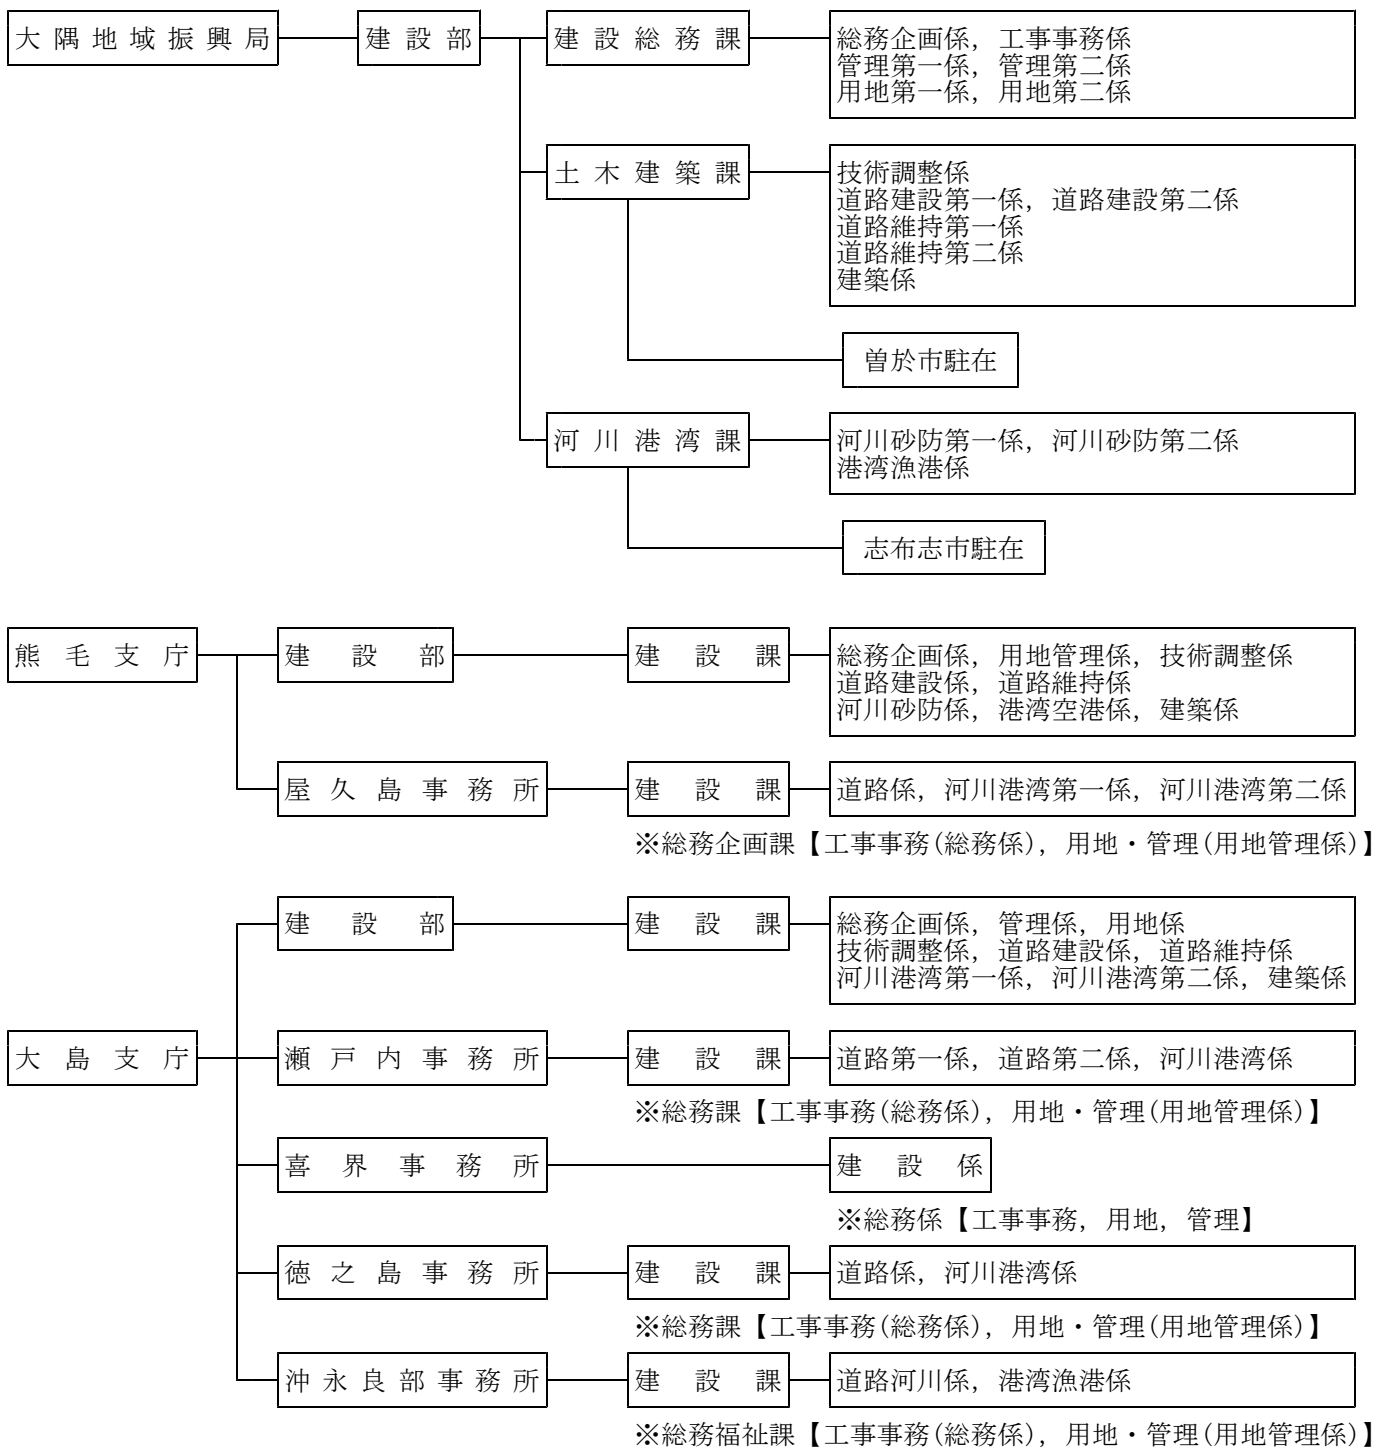 大隅地域振興局
建設部
建設総務課
総務企画係，工事事務係
管理第一係，管理第二係
用地第一係，用地第二係
土木建築課
技術調整係
道路建設第一係，道路建設第二係
道路維持第一係
道路維持第二係
建築係
曽於市駐在
河川港湾課
河川砂防第一係，河川砂防第二係
港湾漁港係
志布志市駐在
熊毛支庁
建設部
建設課
総務企画係，用地管理係，技術調整係
道路建設係，道路維持係
河川砂防係，港湾空港係，建築係
屋久島事務所
建設課
道路係，河川港湾第一係，河川港湾第二係
※総務企画課【工事事務(総務係)，用地・管理(用地管理係)】
建設部
建設課
総務企画係，管理係，用地係
技術調整係，道路建設係，道路維持係
河川港湾第一係，河川港湾第二係，建築係
大島支庁
瀬戸内事務所
建設課
道路第一係，道路第二係，河川港湾係
※総務課【工事事務(総務係)，用地・管理(用地管理係)】
喜界事務所
建設係
※総務係【工事事務，用地，管理】
徳之島事務所
建設課
道路係，河川港湾係
※総務課【工事事務(総務係)，用地・管理(用地管理係)】
沖永良部事務所
建設課
道路河川係，港湾漁港係
※総務福祉課【工事事務(総務係)，用地・管理(用地管理係)】